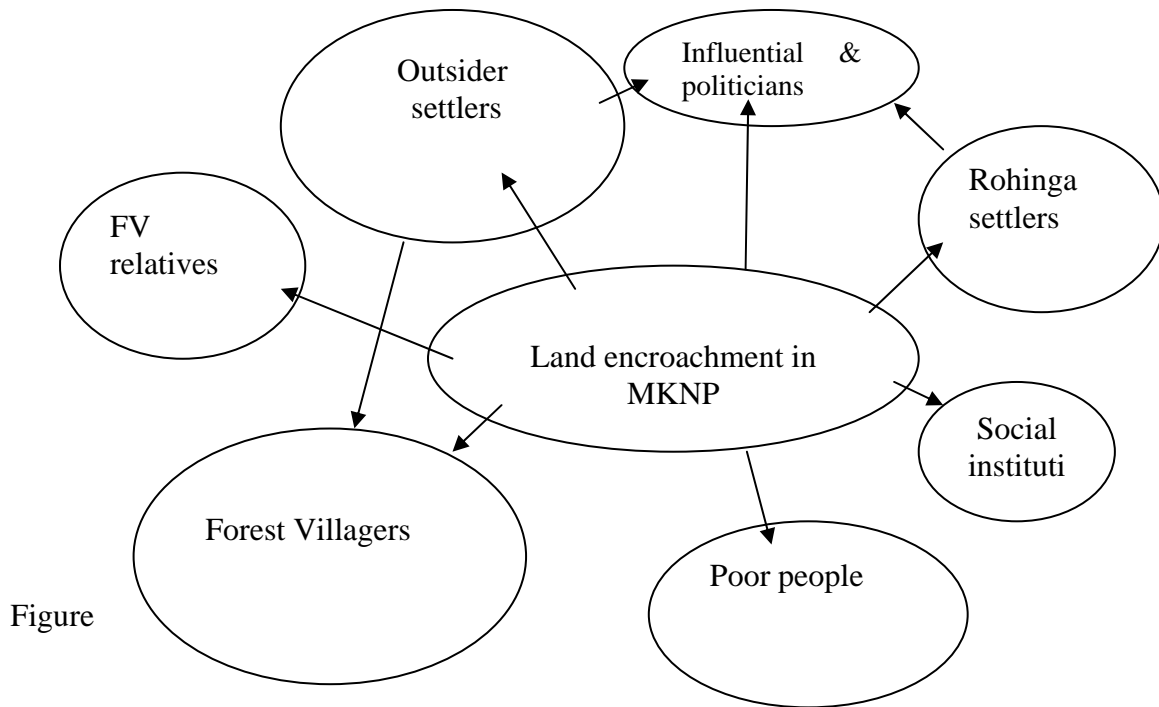 Outsider
settlers
Influential &
politicians
Rohinga
settlers
FV
relatives
Land encroachment in
MKNP
Social
instituti
Forest Villagers
Poor people
Figure